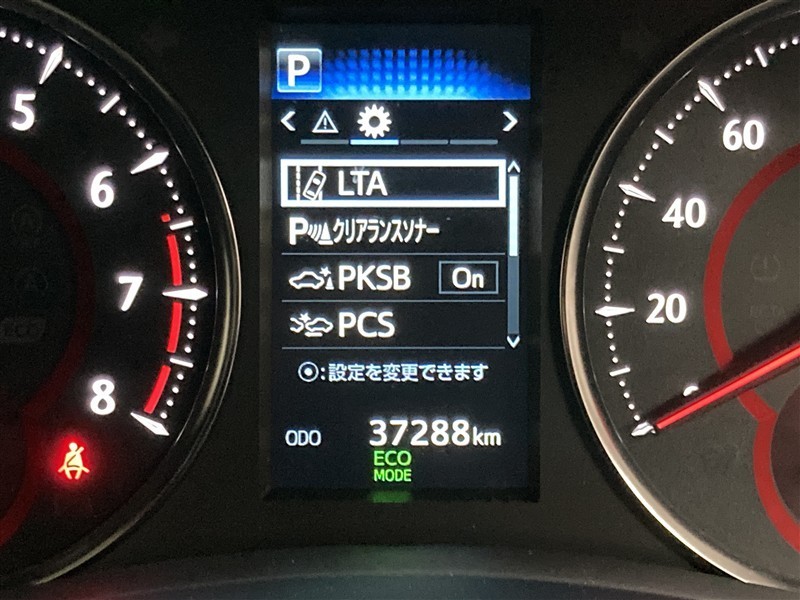 P
LTA
Pクリアランスソナー
PKSB On
PCS
:設定を変更できます
ODO 37288km
ECO
MODE
5
6
7
8
60
40
20